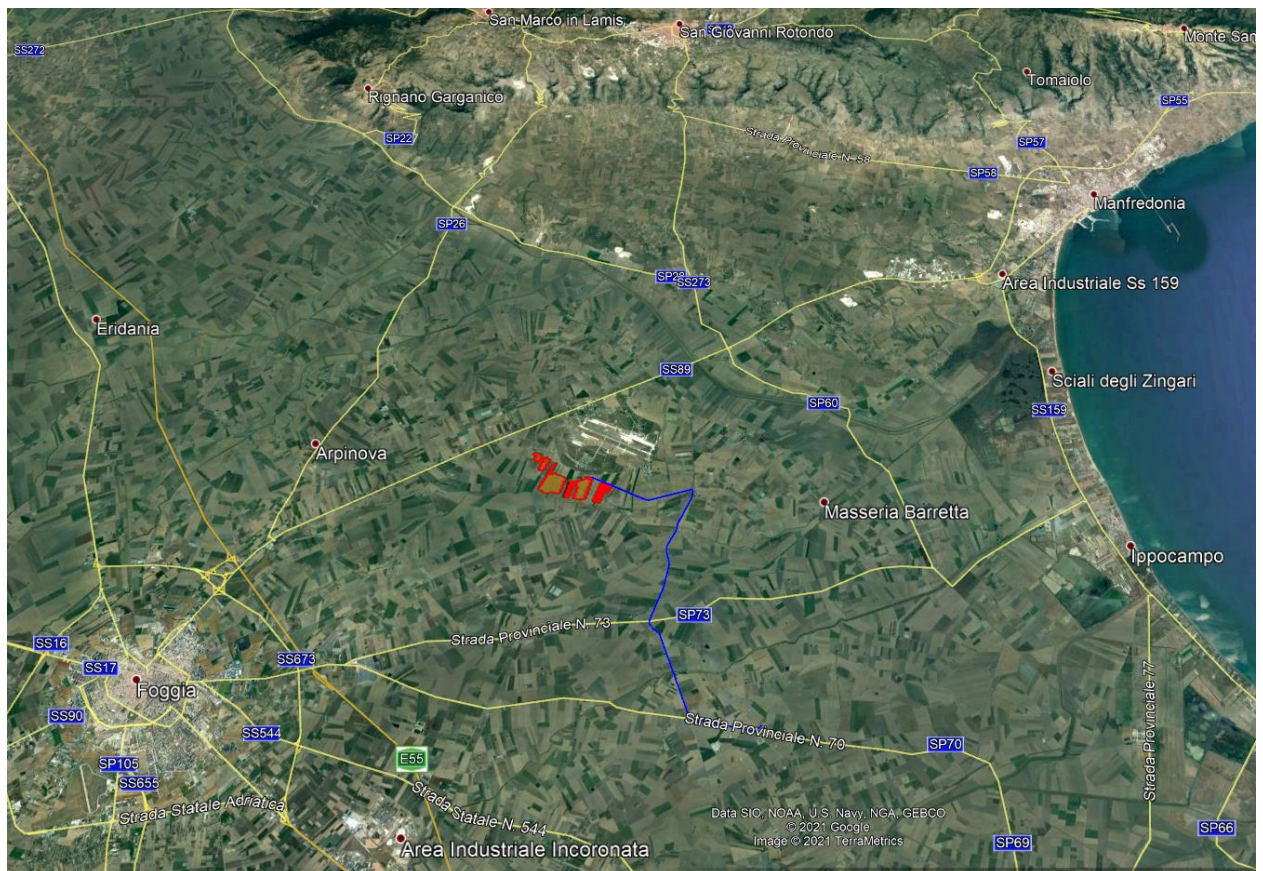 San Marco in Lamis
San Giovanni Rotondo
Monte San
SS272
Tomaiolo
Rignano Garganico
SP55
SP22
Strada Provinciale N. 58
SP57
SP58
Manfredonia
SP26
SP28
SS273
Area Industriale Ss 159
Eridania
SS89
Sciali degli Zingari
SP60
SS159
Arpinova
Masseria Barretta
Ippocampo
SP73
Strada Provinciale N. 73
SS16
SS673
SS17
Foggia
Strada Provinciale 77
SS90
SS544
Strada Provinciale N. 70
SP70
E55
SP105
SS655
Strada Statale Adriatica
Strada Statale N. 544
Data SIO, NOAA, U.S. Navy, NGA, GEBCO
© 2021 Google
Image © 2021 TerraMetrics
SP66
SP69
Area Industriale Incoronata